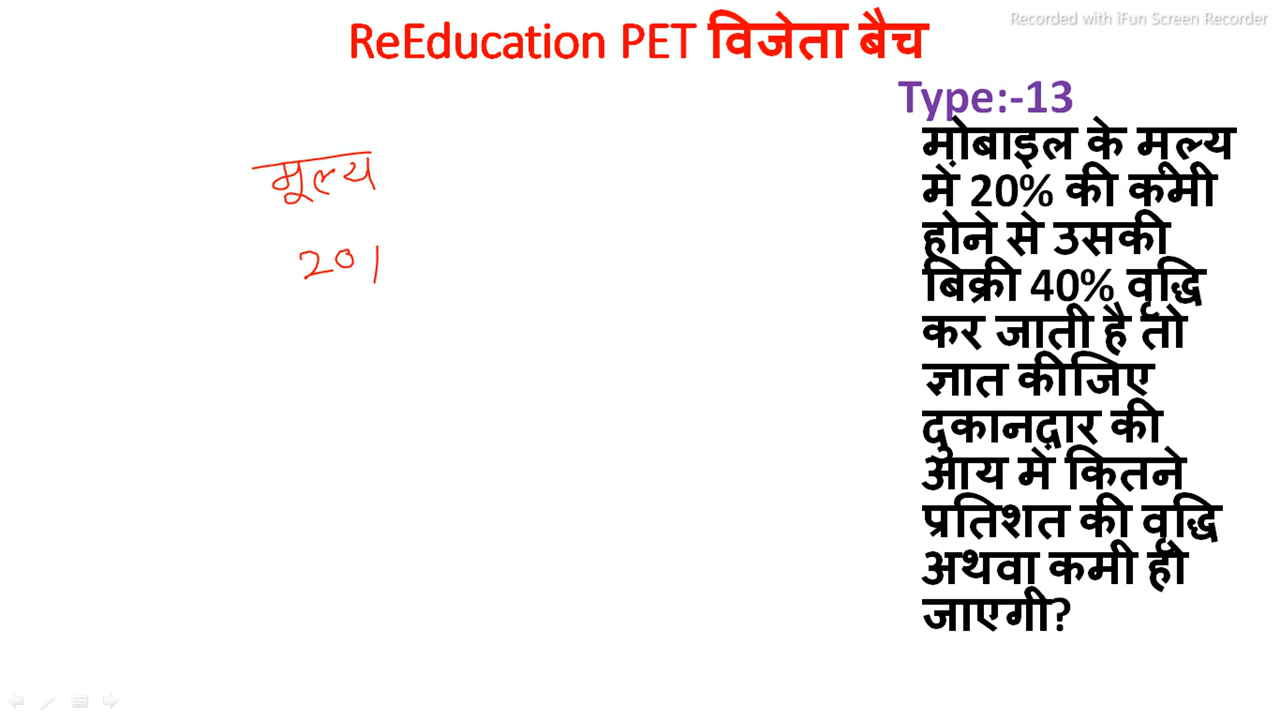 Recorded with iFun Screen Recorder
ReEducation PET विजेता बैच
Type:-13
मोबाइल के मूल्य
में 20% की कमी
होने से उसकी
बिक्री 40% वृद्धि
कर जाती है तो
ज्ञात कीजिए
दुकानदार की
आय में कितने
प्रतिशत की वृद्धि
अथवा कमी हो
जाएगी?
मूल्य
20।